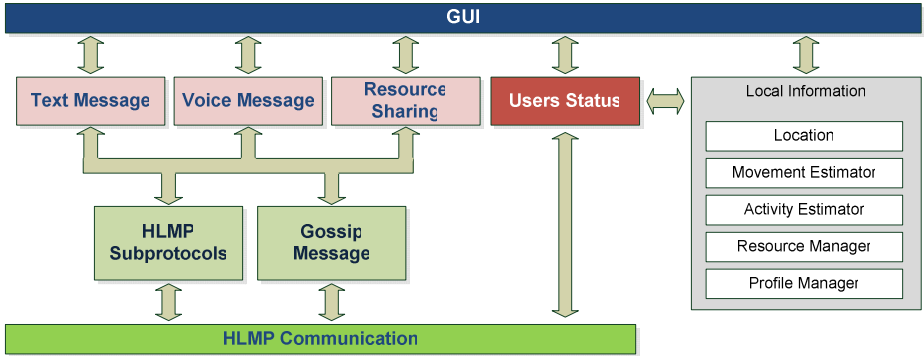 GUI
Text Message
Voice Message
Resource
Sharing
Users Status
Local Information
Location
Movement Estimator
Activity Estimator
Resource Manager
Profile Manager
HLMP
Subprotocols
Gossip
Message
HLMP Communication